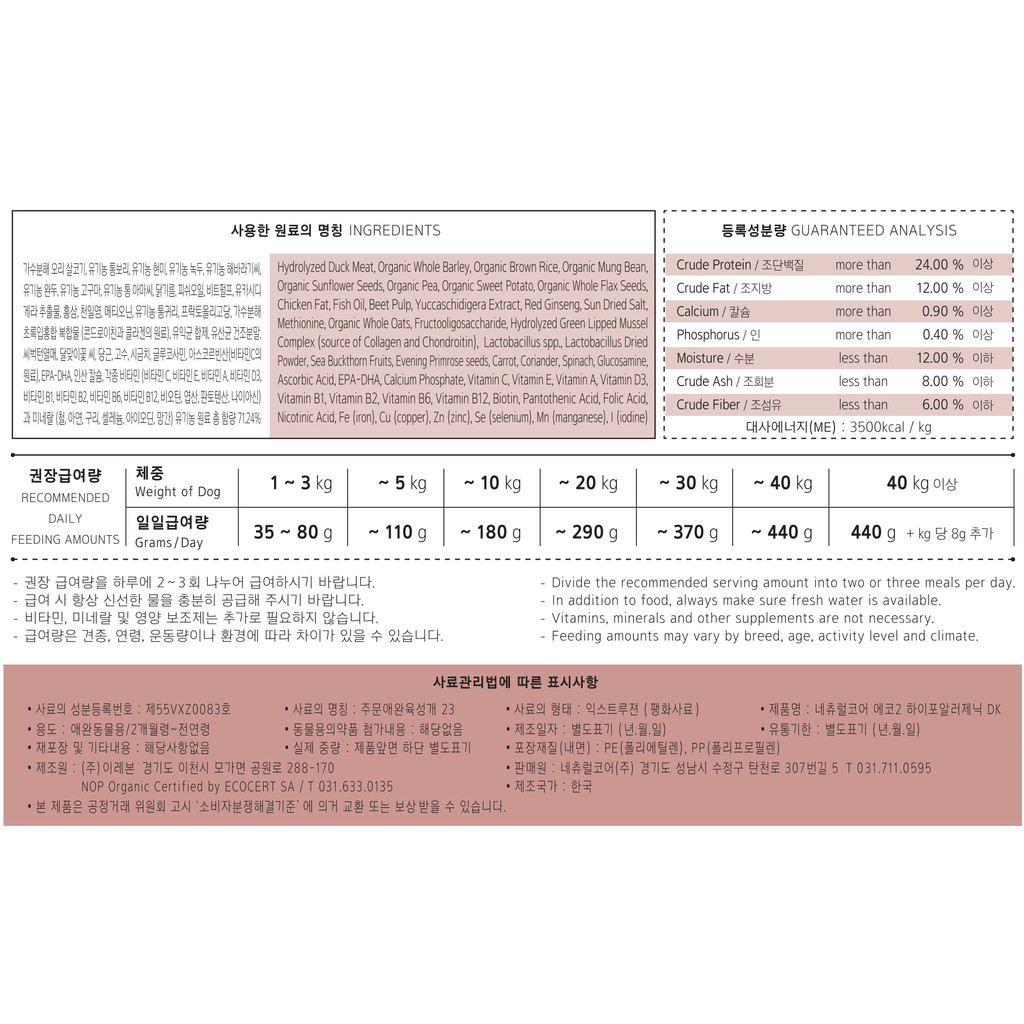 사용한 원료의 명칭 INGREDIENTS
가수분해 오리 살코기, 유기농 통보리, 유기농 현미, 유기농 녹두, 유기농 해바라기씨,
유기농 완두, 유기농 고구마, 유기농 통 아마씨, 닭기름, 피쉬오일, 비트펄프, 유카시디
게라 추출물, 홍삼, 천일염, 메티오닌, 유기농 통귀리, 프락토올리고당, 가수분해
초록입홍합 복합물 (콘드로이친과 콜라겐의 원료), 유익균 합제, 유산균 건조분말,
씨벅턴열매, 달맞이꽃 씨, 당근, 고수, 시금치, 글루코사민, 아스코르빈산(비타민C의
원료), EPA-DHA, 인산 칼슘, 각종 비타민 (비타민 C, 비타민 E, 비타민 A, 비타민 D3,
비타민 B1, 비타민 B2, 비타민 B6, 비타민 B12, 비오틴, 엽산, 판토텐산, 나이아신)
과 미네랄 (철, 아연, 구리, 셀레늄, 아이오딘, 망간) 유기농 원료 총 함량 71.24%
Hydrolyzed Duck Meat, Organic Whole Barley, Organic Brown Rice, Organic Mung Bean,
Organic Sunflower Seeds, Organic Pea, Organic Sweet Potato, Organic Whole Flax Seeds,
Chicken Fat, Fish Oil, Beet Pulp, Yuccaschidigera Extract, Red Ginseng, Sun Dried Salt,
Methionine, Organic Whole Oats, Fructooligosaccharide, Hydrolyzed Green Lipped Mussel
Complex (source of Collagen and Chondroitin), Lactobacillus spp., Lactobacillus Dried
Powder, Sea Buckthorn Fruits, Evening Primrose seeds, Carrot, Coriander, Spinach, Glucosamine,
Ascorbic Acid, EPA-DHA, Calcium Phosphate, Vitamin C, Vitamin E, Vitamin A, Vitamin D3,
Vitamin B1, Vitamin B2, Vitamin B6, Vitamin B12, Biotin, Pantothenic Acid, Folic Acid,
Nicotinic Acid, Fe (iron), Cu (copper), Zn (zinc), Se (selenium), Mn (manganese), I (iodine)
등록성분량 GUARANTEED ANALYSIS
Crude Protein / 조단백질 more than 24.00 % 이상
Crude Fat / 조지방 more than 12.00 % 이상
Calcium / 칼슘 more than 0.90 % 이상
Phosphorus / 인 more than 0.40 % 이상
Moisture / 수분 less than 12.00 % 이하
Crude Ash / 조회분 less than 8.00 % 이하
Crude Fiber / 조섬유 less than 6.00 % 이하
대사에너지(ME) : 3500kcal / kg
권장급여량
RECOMMENDED
DAILY
FEEDING AMOUNTS
체중
Weight of Dog
1 ~ 3 kg ~ 5 kg ~ 10 kg ~ 20 kg ~ 30 kg ~ 40 kg 40 kg 이상
일일급여량
Grams/Day
35 ~ 80 g ~ 110 g ~ 180 g ~ 290 g ~ 370 g ~ 440 g 440 g + kg 당 8g 추가
- 권장 급여량을 하루에 2~3회 나누어 급여하시기 바랍니다.
- 급여 시 항상 신선한 물을 충분히 공급해 주시기 바랍니다.
- 비타민, 미네랄 및 영양 보조제는 추가로 필요하지 않습니다.
- 급여량은 견종, 연령, 운동량이나 환경에 따라 차이가 있을 수 있습니다.
- Divide the recommended serving amount into two or three meals per day.
- In addition to food, always make sure fresh water is available.
- Vitamins, minerals and other supplements are not necessary.
- Feeding amounts may vary by breed, age, activity level and climate.
사료관리법에 따른 표시사항
• 사료의 성분등록번호 : 제55VXZ0083호 • 사료의 명칭 : 주문애완육성개 23 • 사료의 형태 : 익스트루젼 ( 팽화사료 ) • 제품명 : 네츄럴코어 에코2 하이포알러제닉 DK
• 용도 : 애완동물용/2개월령~전연령 • 동물용의약품 첨가내용 : 해당없음 • 제조일자 : 별도표기 ( 년.월.일) • 유통기한 : 별도표기 ( 년.월.일)
• 재포장 및 기타내용 : 해당사항없음 • 실제 중량 : 제품앞면 하단 별도표기 • 포장재질(내면) : PE(폴리에틸렌), PP(폴리프로필렌)
• 제조원 : (주)이레본 경기도 이천시 모가면 공원로 288-170 • 판매원 : 네츄럴코어(주) 경기도 성남시 수정구 탄천로 307번길 5 T 031.711.0595
NOP Organic Certified by ECOCERT SA / T 031.633.0135 • 제조국가 : 한국
• 본 제품은 공정거래 위원회 고시 ‘소비자분쟁해결기준’ 에 의거 교환 또는 보상 받을 수 있습니다.